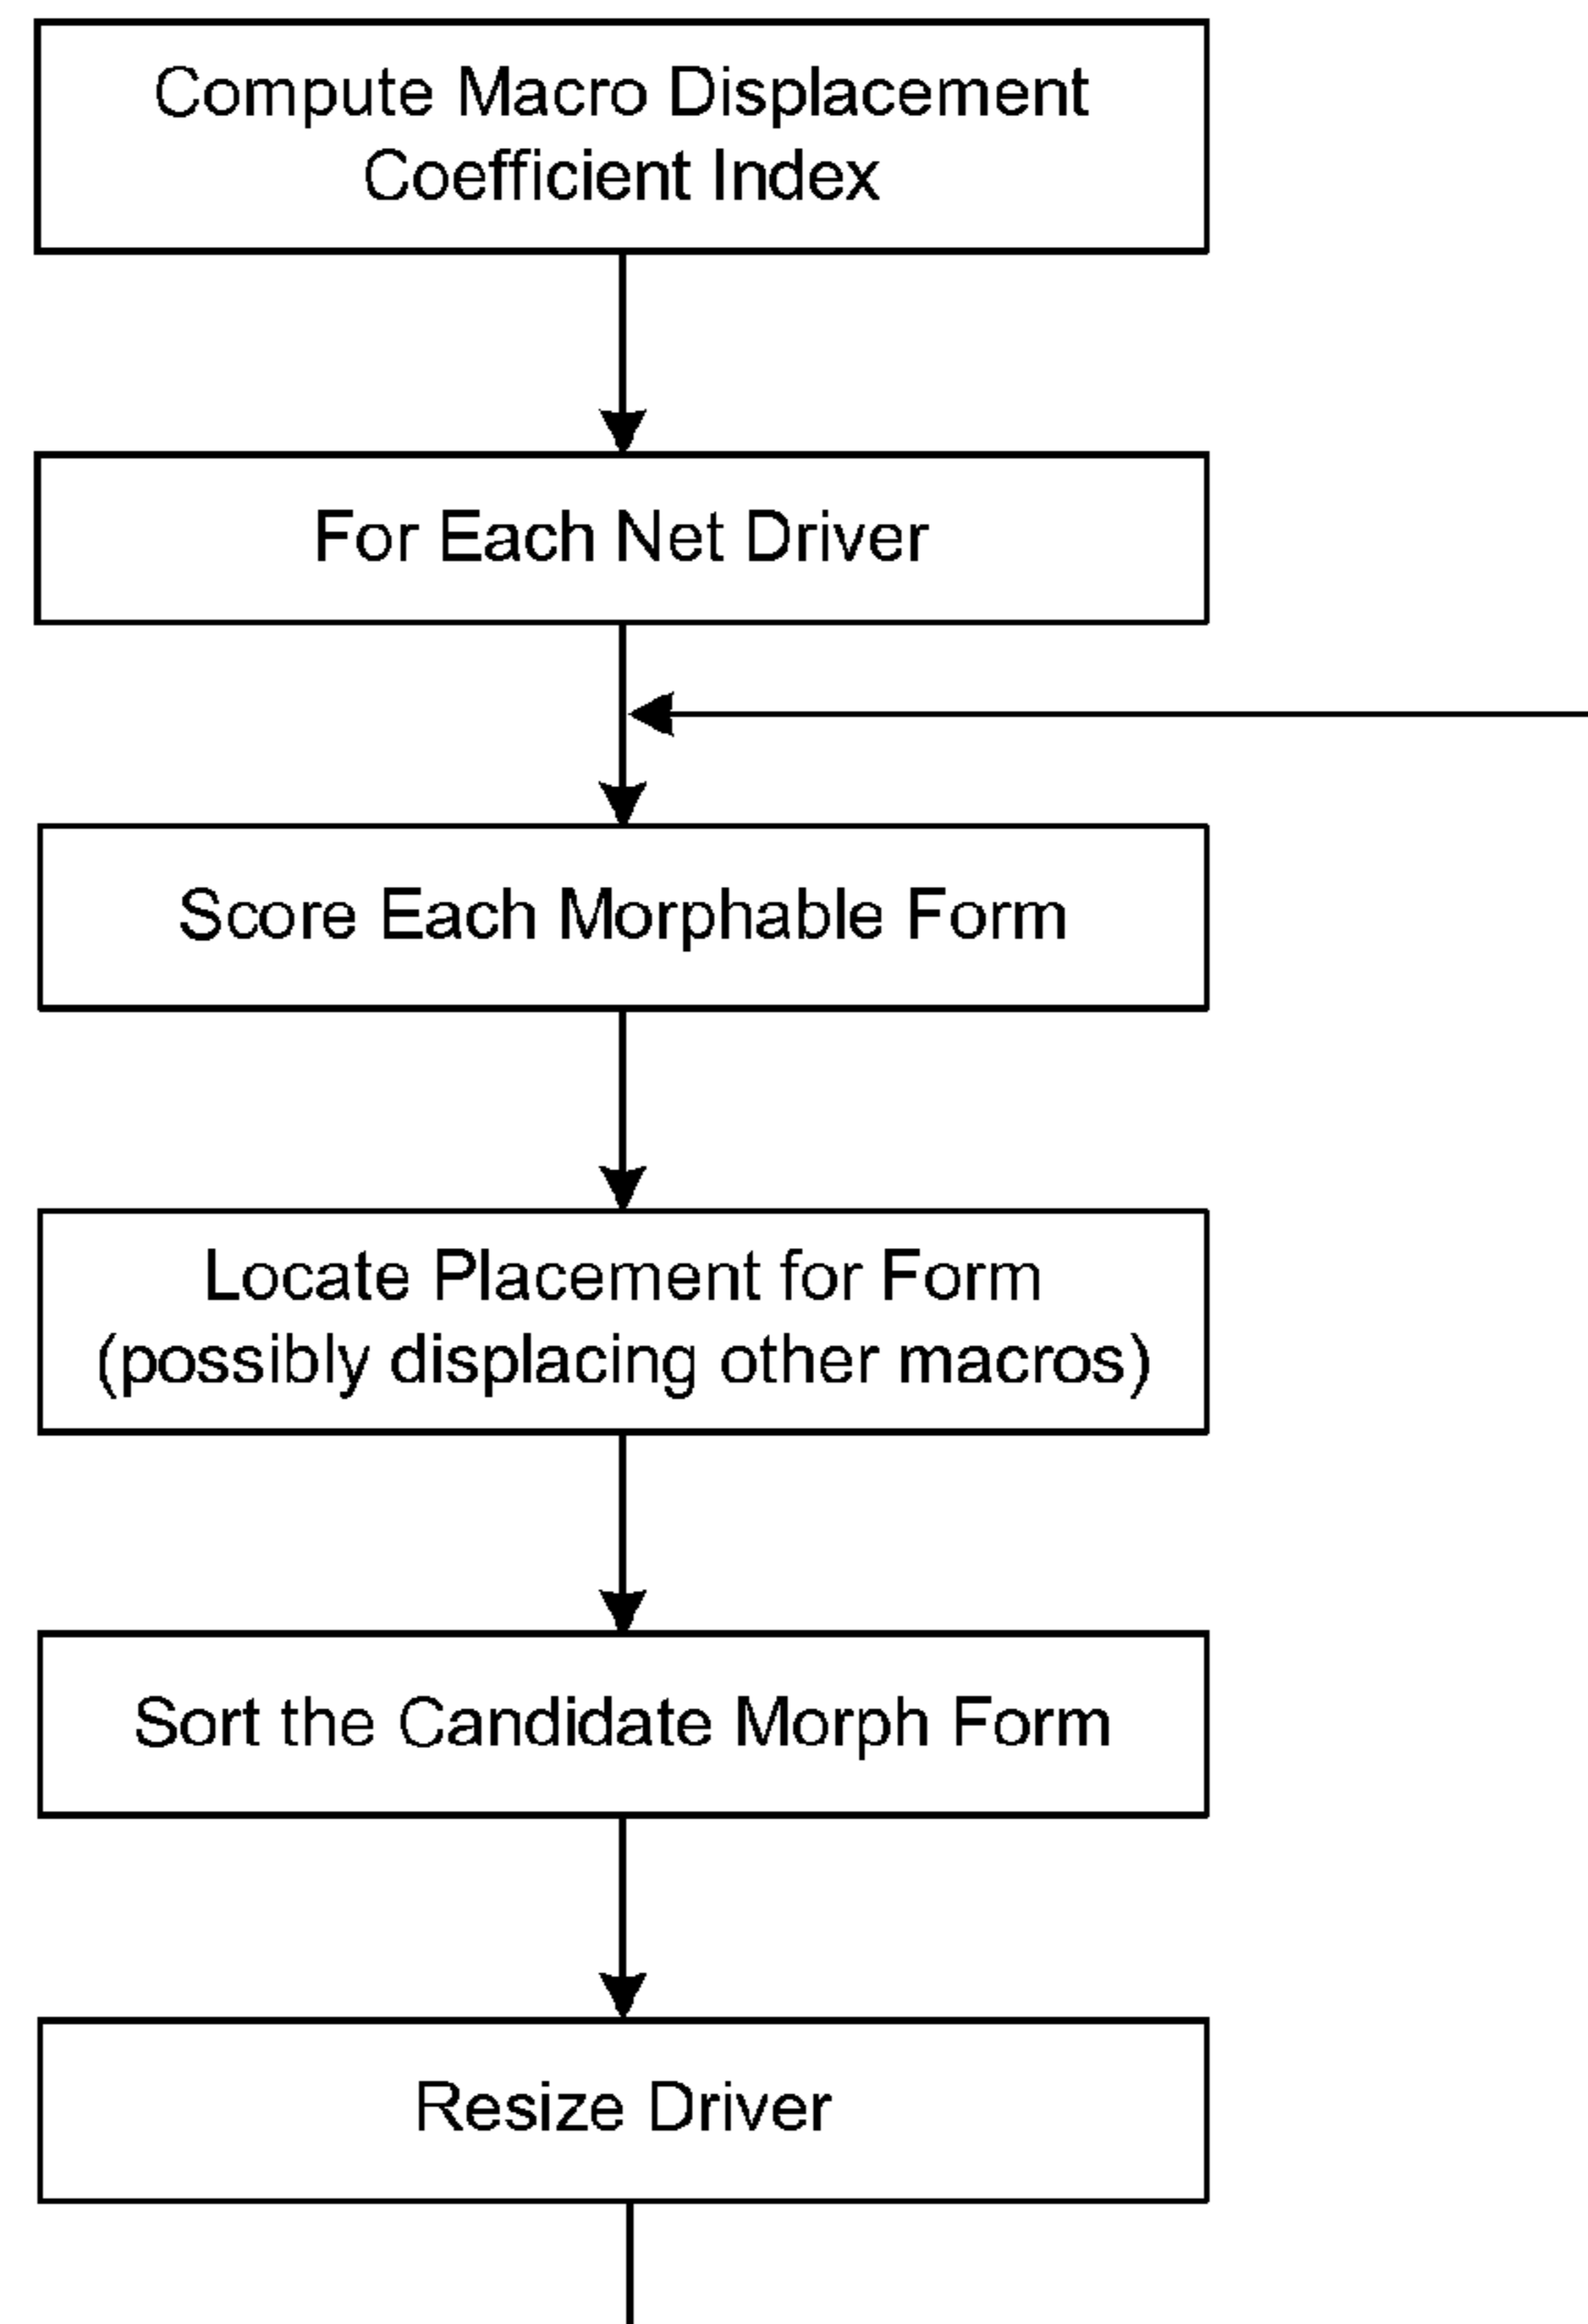 Compute Macro Displacement
Coefficient Index
For Each Net Driver
Score Each Morphable Form
Locate Placement for Form
(possibly displacing other macros)
Sort the Candidate Morph Form
Resize Driver